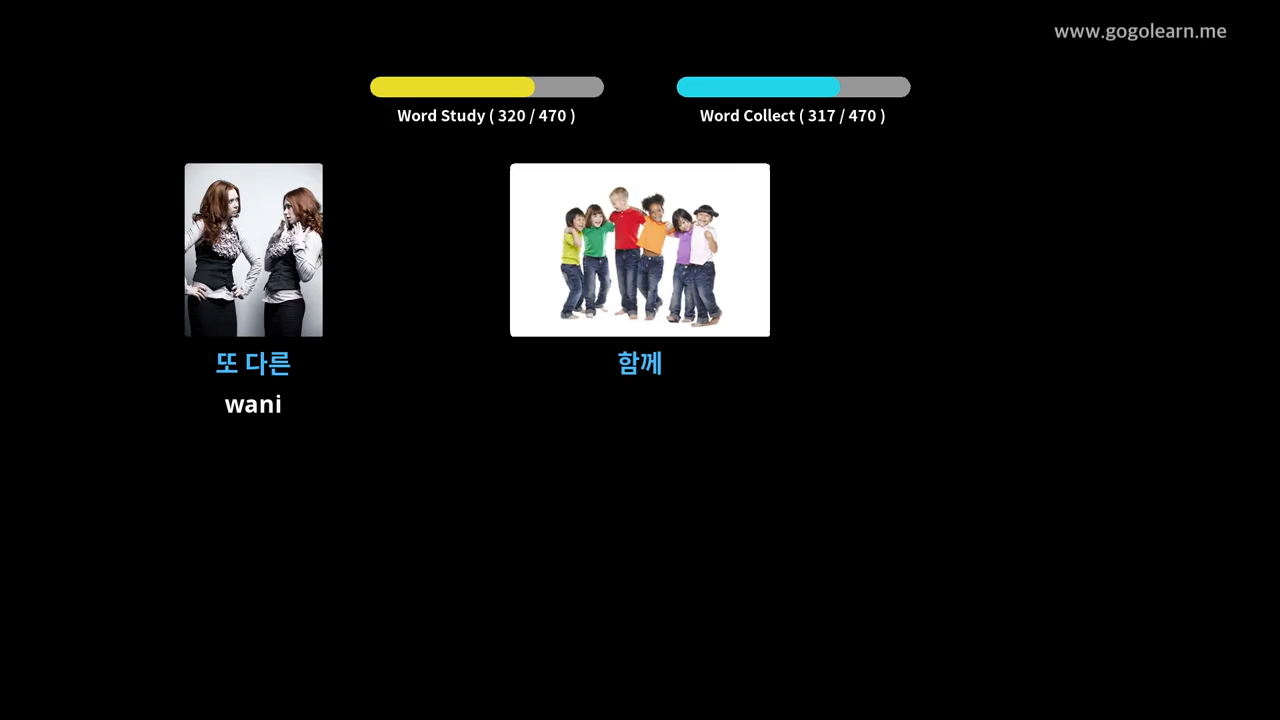 www.gogolearn.me
Word Study ( 320 / 470 )
Word Collect ( 317 / 470 )
또 다른
wani
함께